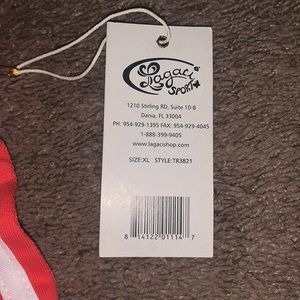 Lagaci
SPORT
1210 Stirling RD, Suite 10-B
Dania, FL 33004
PH: 954-929-1395 FAX: 954-929-4045
1-888-399-9405
www.lagacishop.com
SIZE:XL STYLE:TR3821
8 14122 01114 7